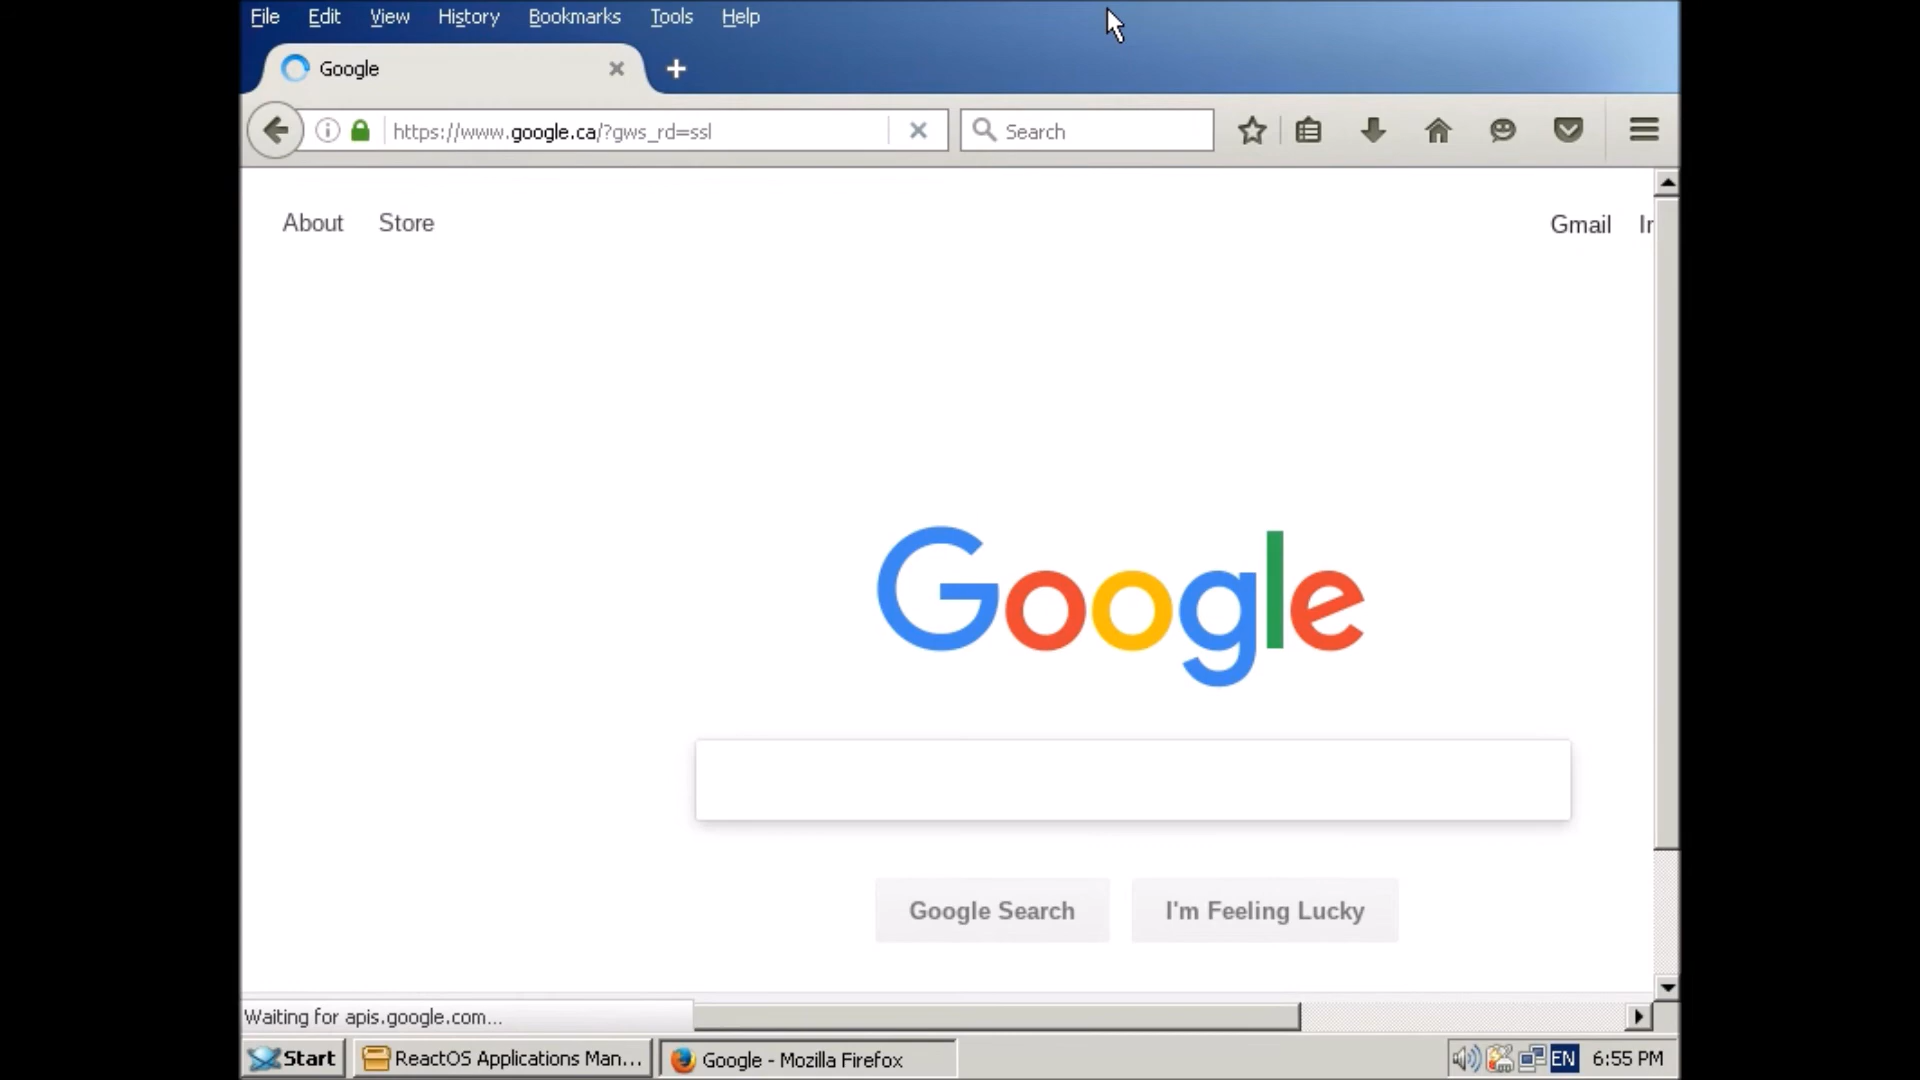 File Edit View History Bookmarks Tools Help
Google
https://www.google.ca/?gws_rd=ssl Search
About Store Gmail
Google
Google Search I'm Feeling Lucky
Waiting for apis.google.com...
Start ReactOS Applications Man... Google - Mozilla Firefox EN 6:55 PM